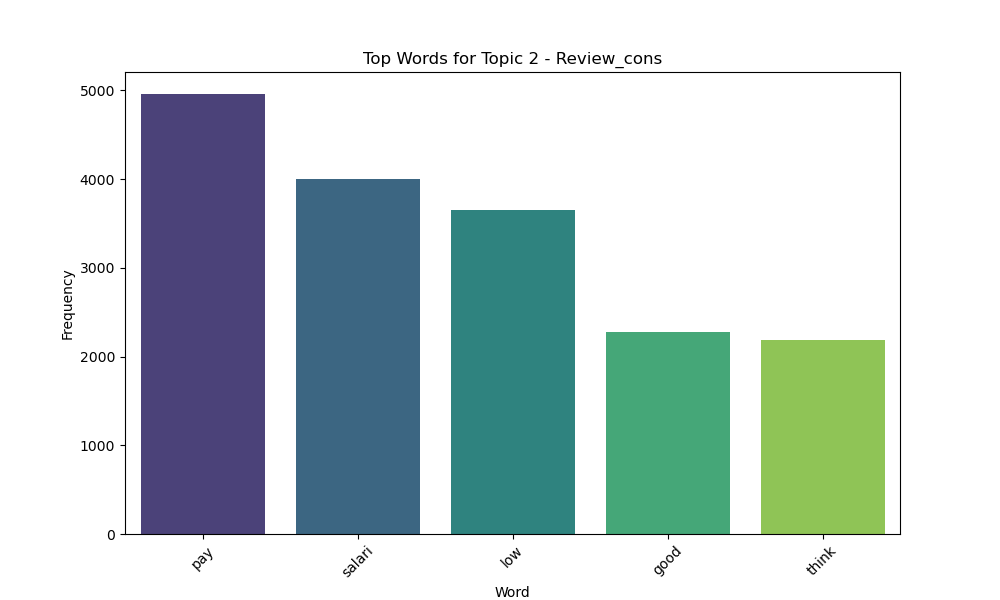 Top Words for Topic 2 - Review_cons
5000
4000
3000
2000
1000
0
Frequency
pay
salari
low
good
think
Word